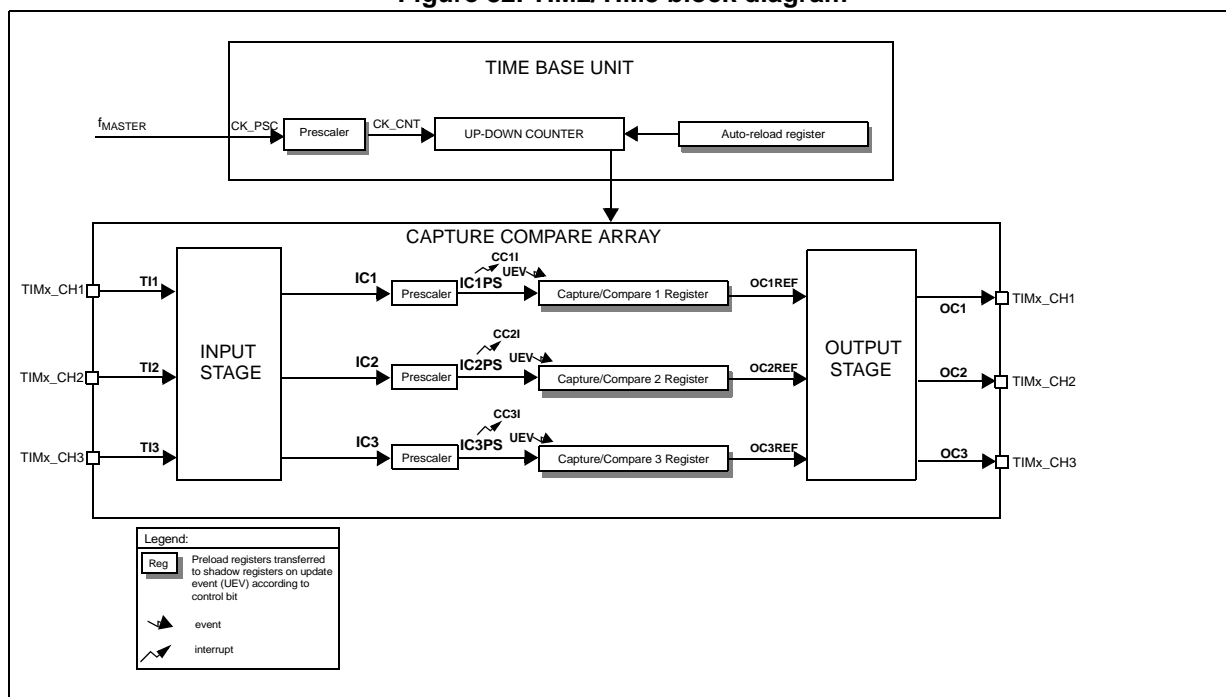 TIME BASE UNIT
fMASTER
CK_PSC
Prescaler
CK_CNT
UP-DOWN COUNTER
Auto-reload register
CAPTURE COMPARE ARRAY
TIMx_CH1
TI1
IC1
Prescaler
IC1PS
CC1I
UEV
Capture/Compare 1 Register
OC1REF
OC1
TIMx_CH1
INPUT
STAGE
OUTPUT
STAGE
TIMx_CH2
TI2
IC2
Prescaler
IC2PS
CC2I
UEV
Capture/Compare 2 Register
OC2REF
OC2
TIMx_CH2
TIMx_CH3
TI3
IC3
Prescaler
IC3PS
CC3I
UEV
Capture/Compare 3 Register
OC3REF
OC3
TIMx_CH3
Legend:
Reg
Preload registers transferred
to shadow registers on update
event (UEV) according to
control bit
event
interrupt